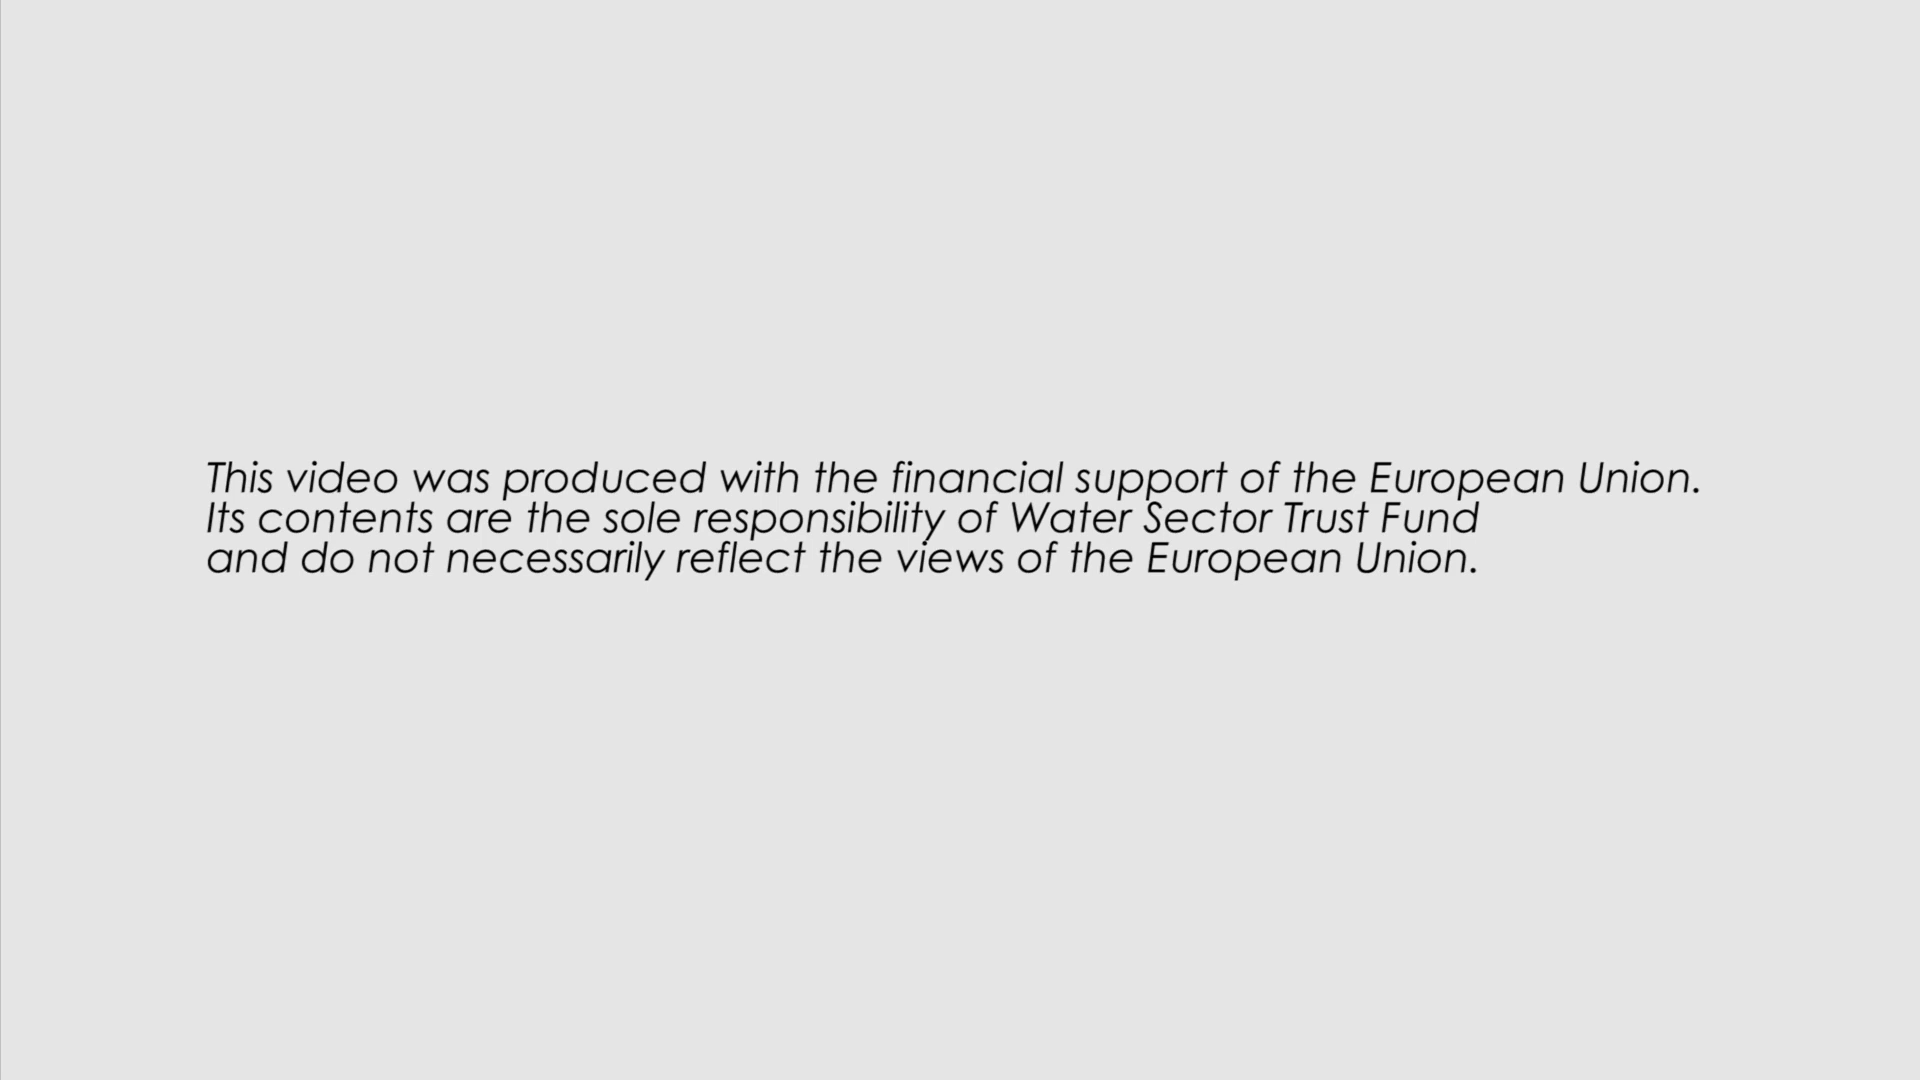 This video was produced with the financial support of the European Union.
Its contents are the sole responsibility of Water Sector Trust Fund
and do not necessarily reflect the views of the European Union.